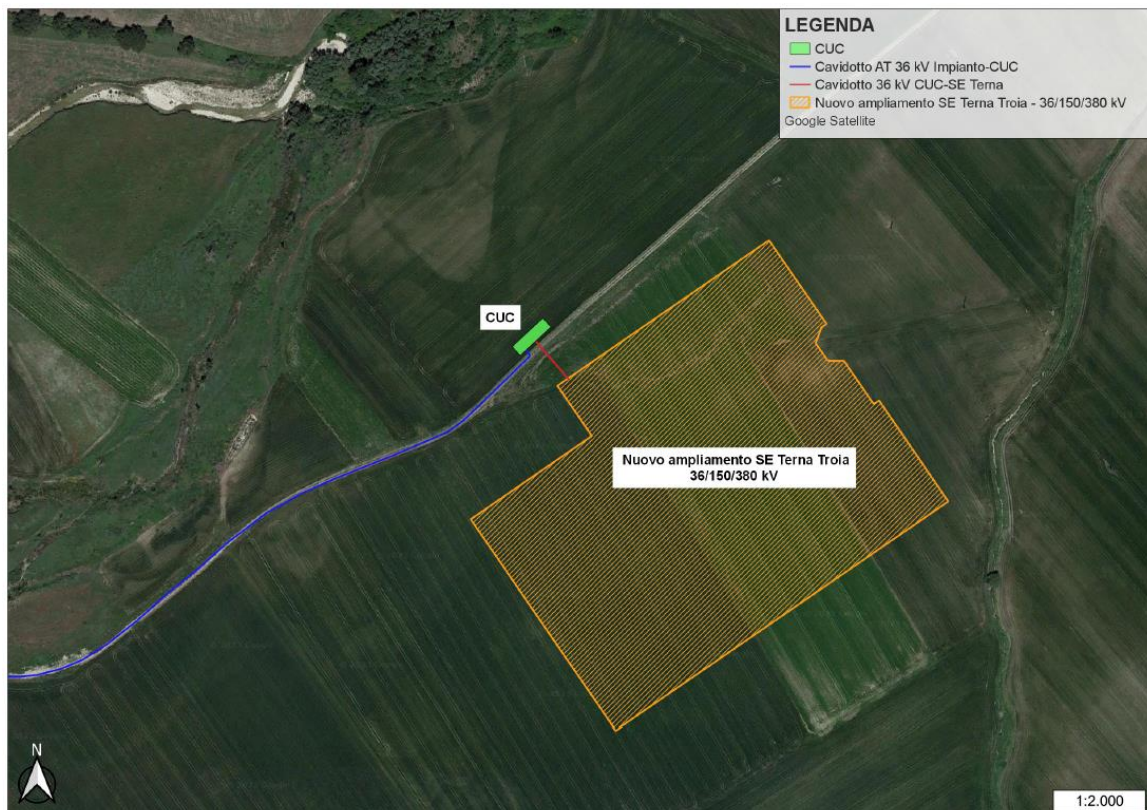 LEGENDA
CUC
Cavidotto AT 36 kV Impianto-CUC
Cavidotto 36 kV CUC-SE Terna
Nuovo ampliamento SE Terna Troia - 36/150/380 kV
Google Satellite
CUC
Nuovo ampliamento SE Terna Troia
36/150/380 kV
N
1:2.000